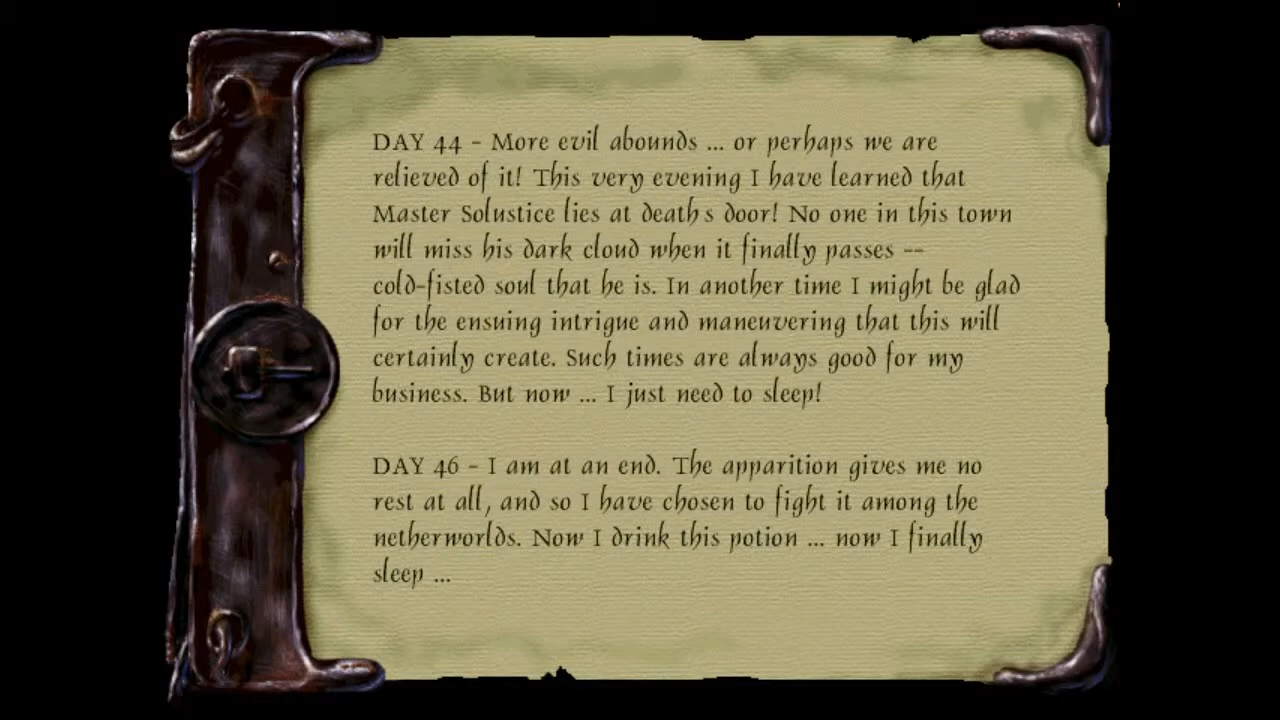 DAY 44 - More evil abounds ... or perhaps we are
relieved of it! This very evening I have learned that
Master Solustice lies at death s door! No one in this town
will miss his dark cloud when it finally passes --
cold-fisted soul that he is. In another time I might be glad
for the ensuing intrigue and maneuvering that this will
certainly create. Such times are always good for my
business. But now ... I just need to sleep!
DAY 46 - I am at an end. The apparition gives me no
rest at all, and so I have chosen to fight it among the
netherworlds. Now I drink this potion ... now I finally
sleep ...